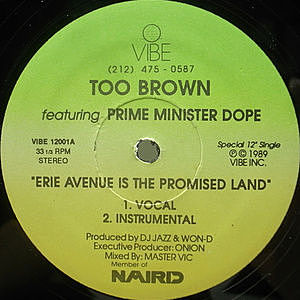 VIBE
(212) 475 - 0587
TOO BROWN
featuring PRIME MINISTER DOPE
VIBE 12001A
33 1/3 RPM
STEREO
Special 12" Single
℗ © 1989
VIBE INC.
"ERIE AVENUE IS THE PROMISED LAND"
1. VOCAL
2. INSTRUMENTAL
Produced by DJ JAZZ & WON-D
Executive Producer: ONION
Mixed By: MASTER VIC
Member of
NAIRD